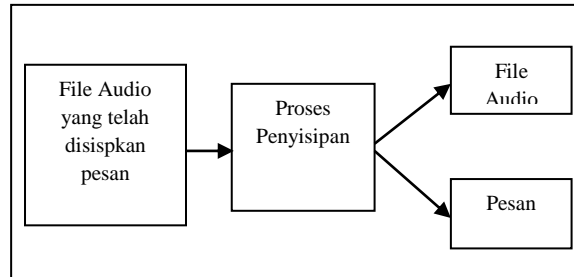 File Audio
yang telah
disispkan
pesan
Proses
Penyisipan
File
Audio
Pesan